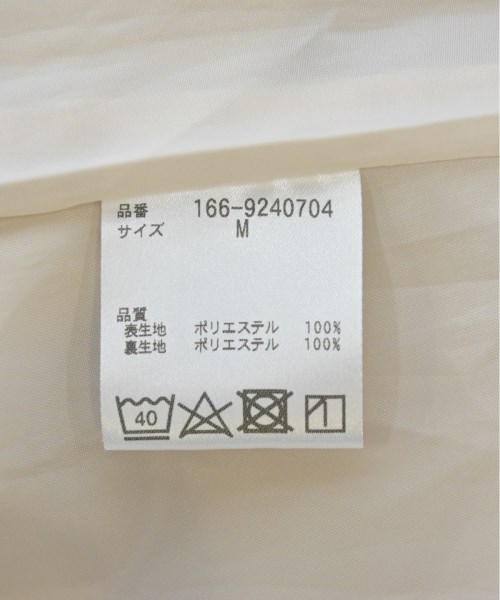 品番 166-9240704
サイズ M
品質
表生地 ポリエステル 100%
裏生地 ポリエステル 100%
40